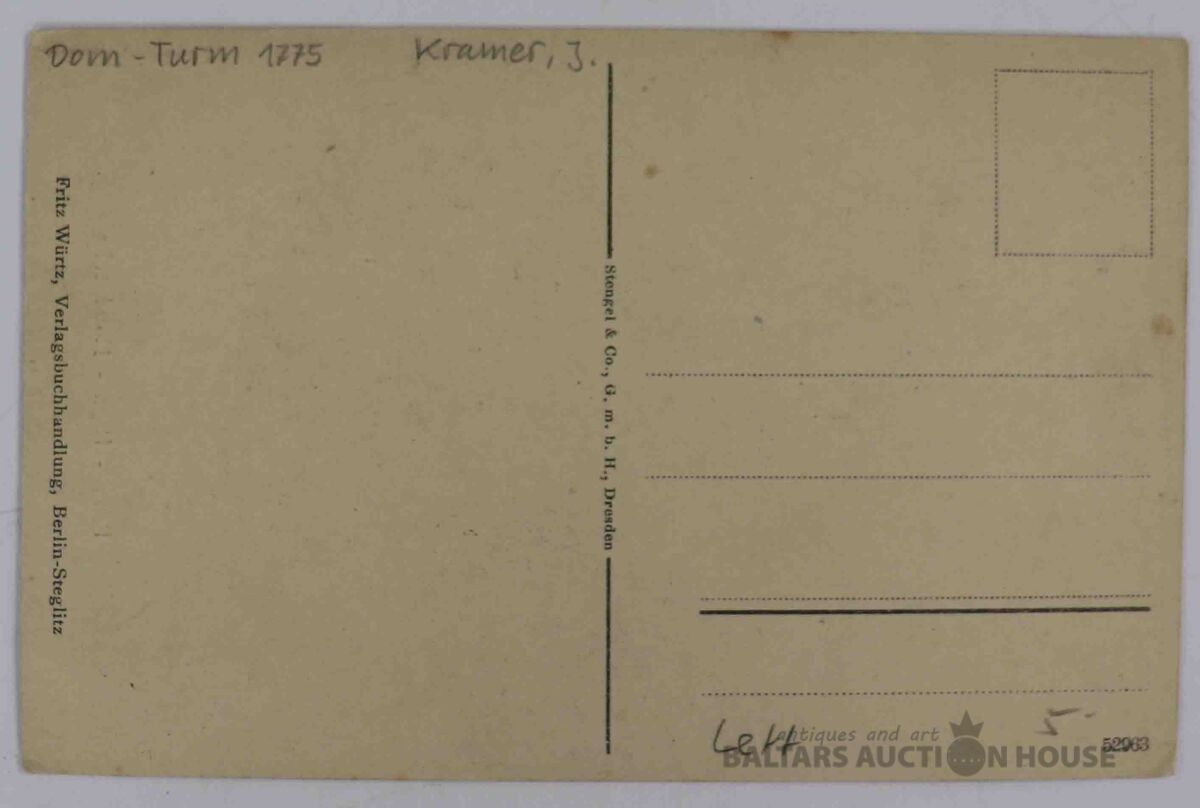 Dom-Turm 1775 Kramer, J.
Fritz Würtz, Verlagsbuchhandlung, Berlin-Steglitz
Stengel & Co., G. m. b. H., Dresden
Lett
5.-
52963
antiques and art
BALTARS AUCTION HOUSE